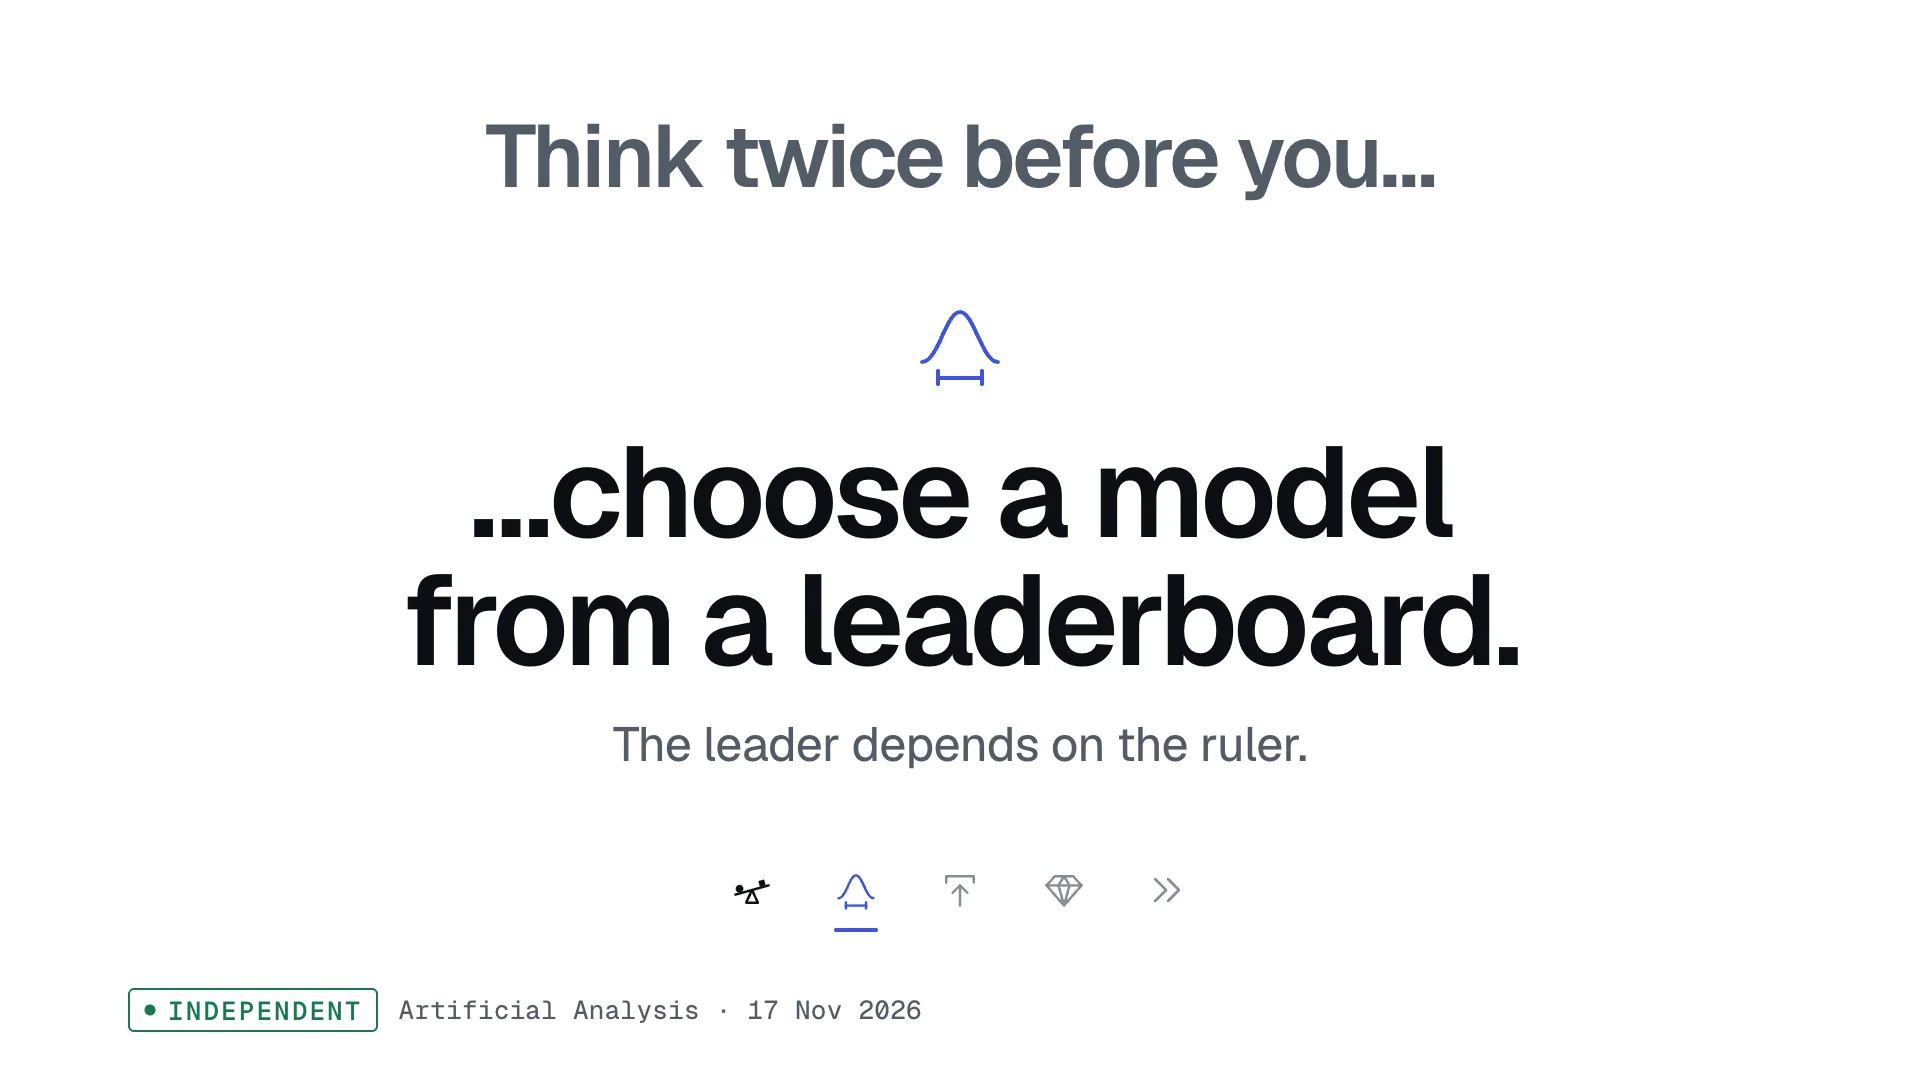 Think twice before you...
...choose a model
from a leaderboard.
The leader depends on the ruler.
INDEPENDENT Artificial Analysis · 17 Nov 2026